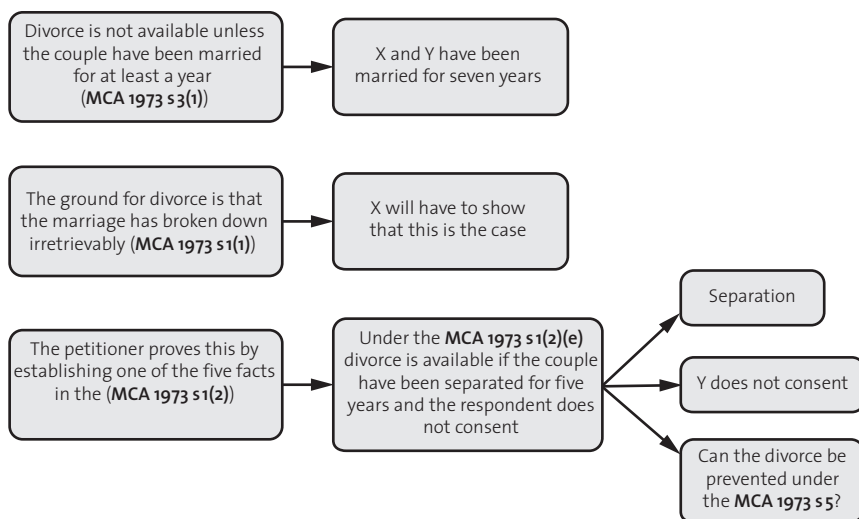 Divorce is not available unless
the couple have been married
for at least a year
(MCA 1973 s3(1))
X and Y have been
married for seven years
The ground for divorce is that
the marriage has broken down
irretrievably (MCA 1973 s1(1))
X will have to show
that this is the case
The petitioner proves this by
establishing one of the five facts
in the (MCA 1973 s1(2))
Under the MCA 1973 s1(2)(e)
divorce is available if the couple
have been separated for five
years and the respondent does
not consent
Separation
Y does not consent
Can the divorce be
prevented under
the MCA 1973 s5?